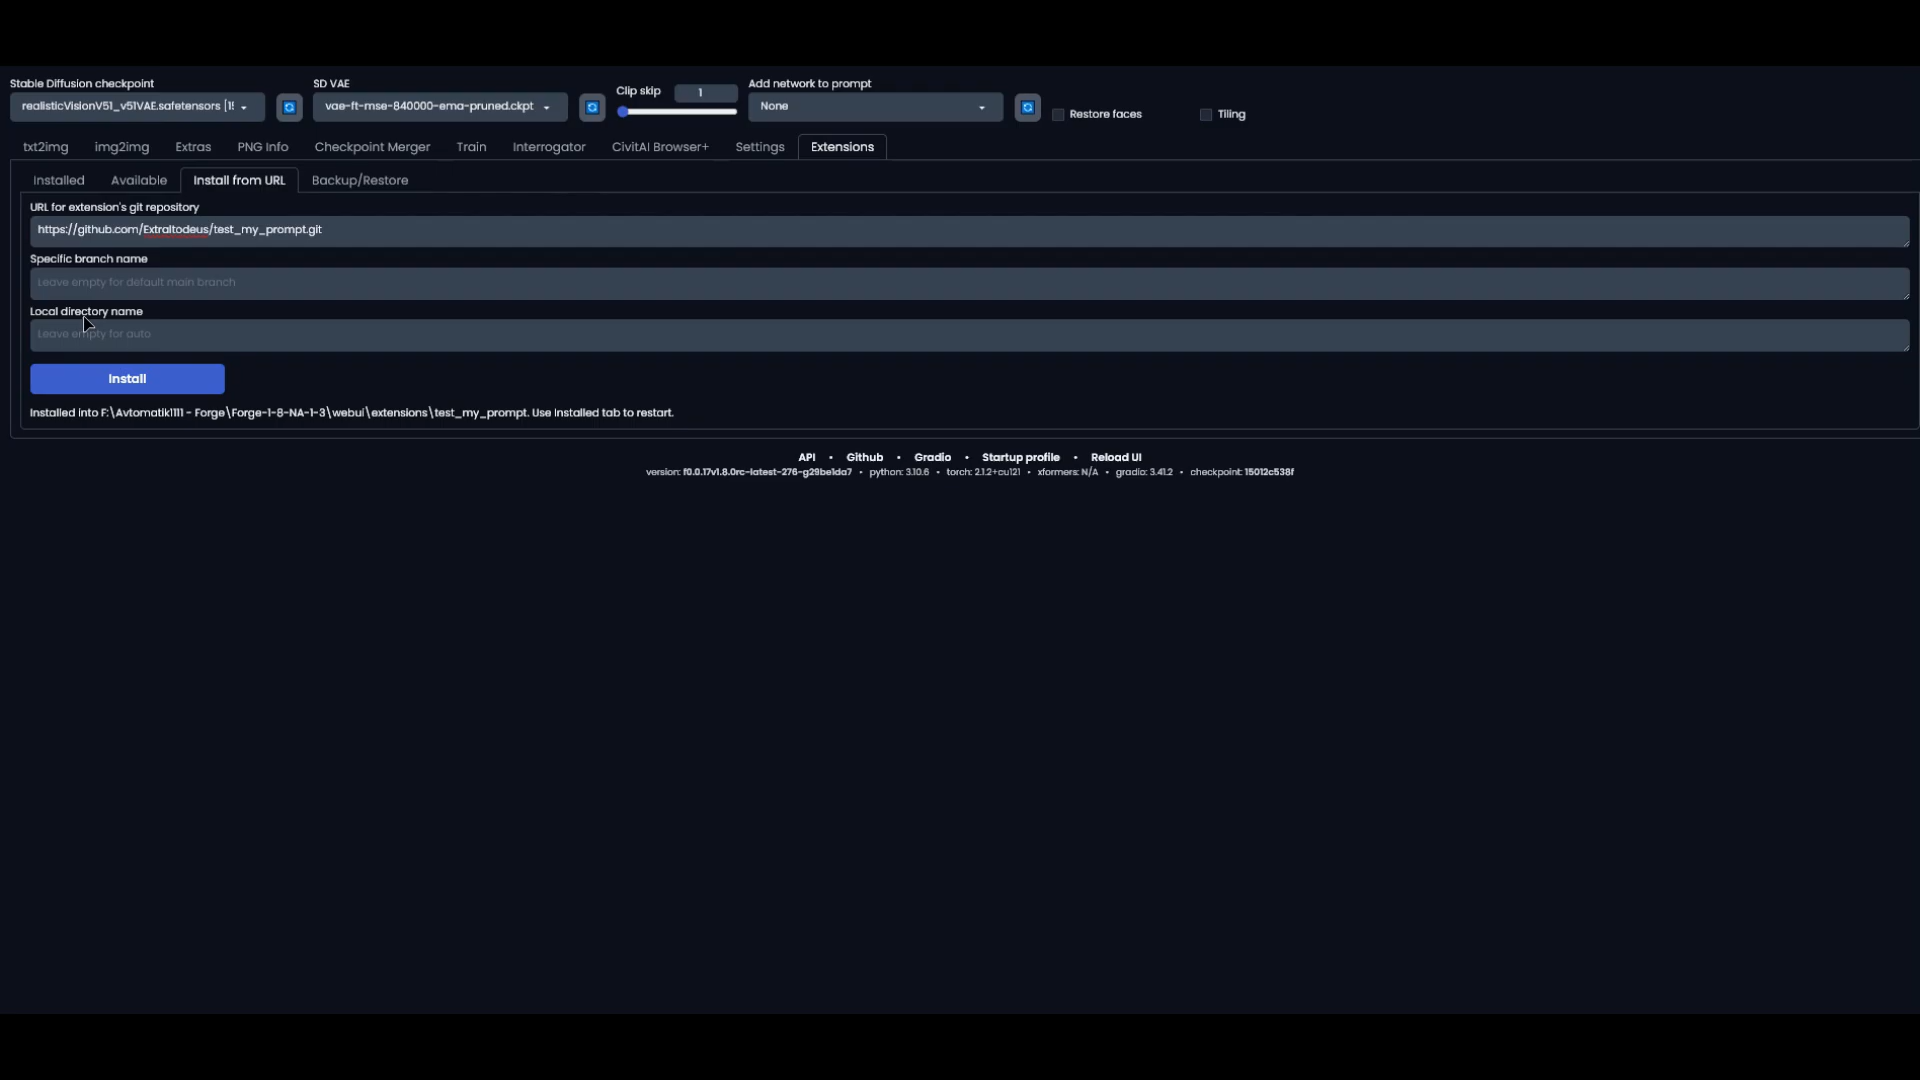 Stable Diffusion checkpoint
SD VAE
Clip skip
1
Add network to prompt
realisticVisionV51_v51VAE.safetensors [1!
vae-ft-mse-840000-ema-pruned.ckpt
None
Restore faces
Tiling
txt2img img2img Extras PNG Info Checkpoint Merger Train Interrogator CivitAI Browser+ Settings Extensions
Installed Available Install from URL Backup/Restore
URL for extension's git repository
https://github.com/Extraltodeus/test_my_prompt.git
Specific branch name
Leave empty for default main branch
Local directory name
Leave empty for auto
Install
Installed into F:\Avtomatik1111 - Forge\Forge-1-8-NA-1-3\webui\extensions\test_my_prompt. Use Installed tab to restart.
API • Github • Gradio • Startup profile • Reload UI
version: f0.0.17v1.8.0rc-latest-276-g29be1da7 • python: 3.10.6 • torch: 2.1.2+cu121 • xformers: N/A • gradio: 3.41.2 • checkpoint: 15012c538f